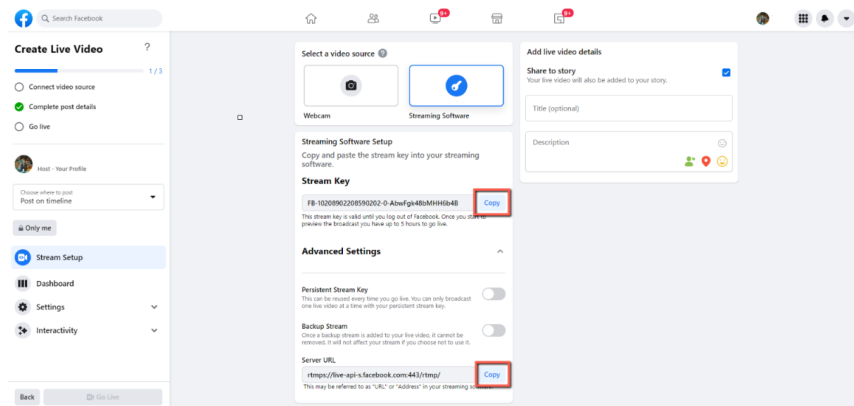 Search Facebook
9+
9+
Create Live Video
?
1 / 3
Connect video source
Complete post details
Go live
Host - Your Profile
Choose where to post
Post on timeline
Only me
Stream Setup
Dashboard
Settings
Interactivity
Back
Go Live
Select a video source ?
Webcam
Streaming Software
Streaming Software Setup
Copy and paste the stream key into your streaming
software.
Stream Key
FB-10208902208590202-0-AbwFgk48bMHH6b4B
Copy
This stream key is valid until you log out of Facebook. Once you start to
preview the broadcast you have up to 5 hours to go live.
Advanced Settings
Persistent Stream Key
This can be reused every time you go live. You can only broadcast
one live video at a time with your persistent stream key.
Backup Stream
Once a backup stream is added to your live video, it cannot be
removed. It will not affect your stream if you choose not to use it.
Server URL
rtmps://live-api-s.facebook.com:443/rtmp/
Copy
This may be referred to as "URL" or "Address" in your streaming software.
Add live video details
Share to story
Your live video will also be added to your story.
Title (optional)
Description